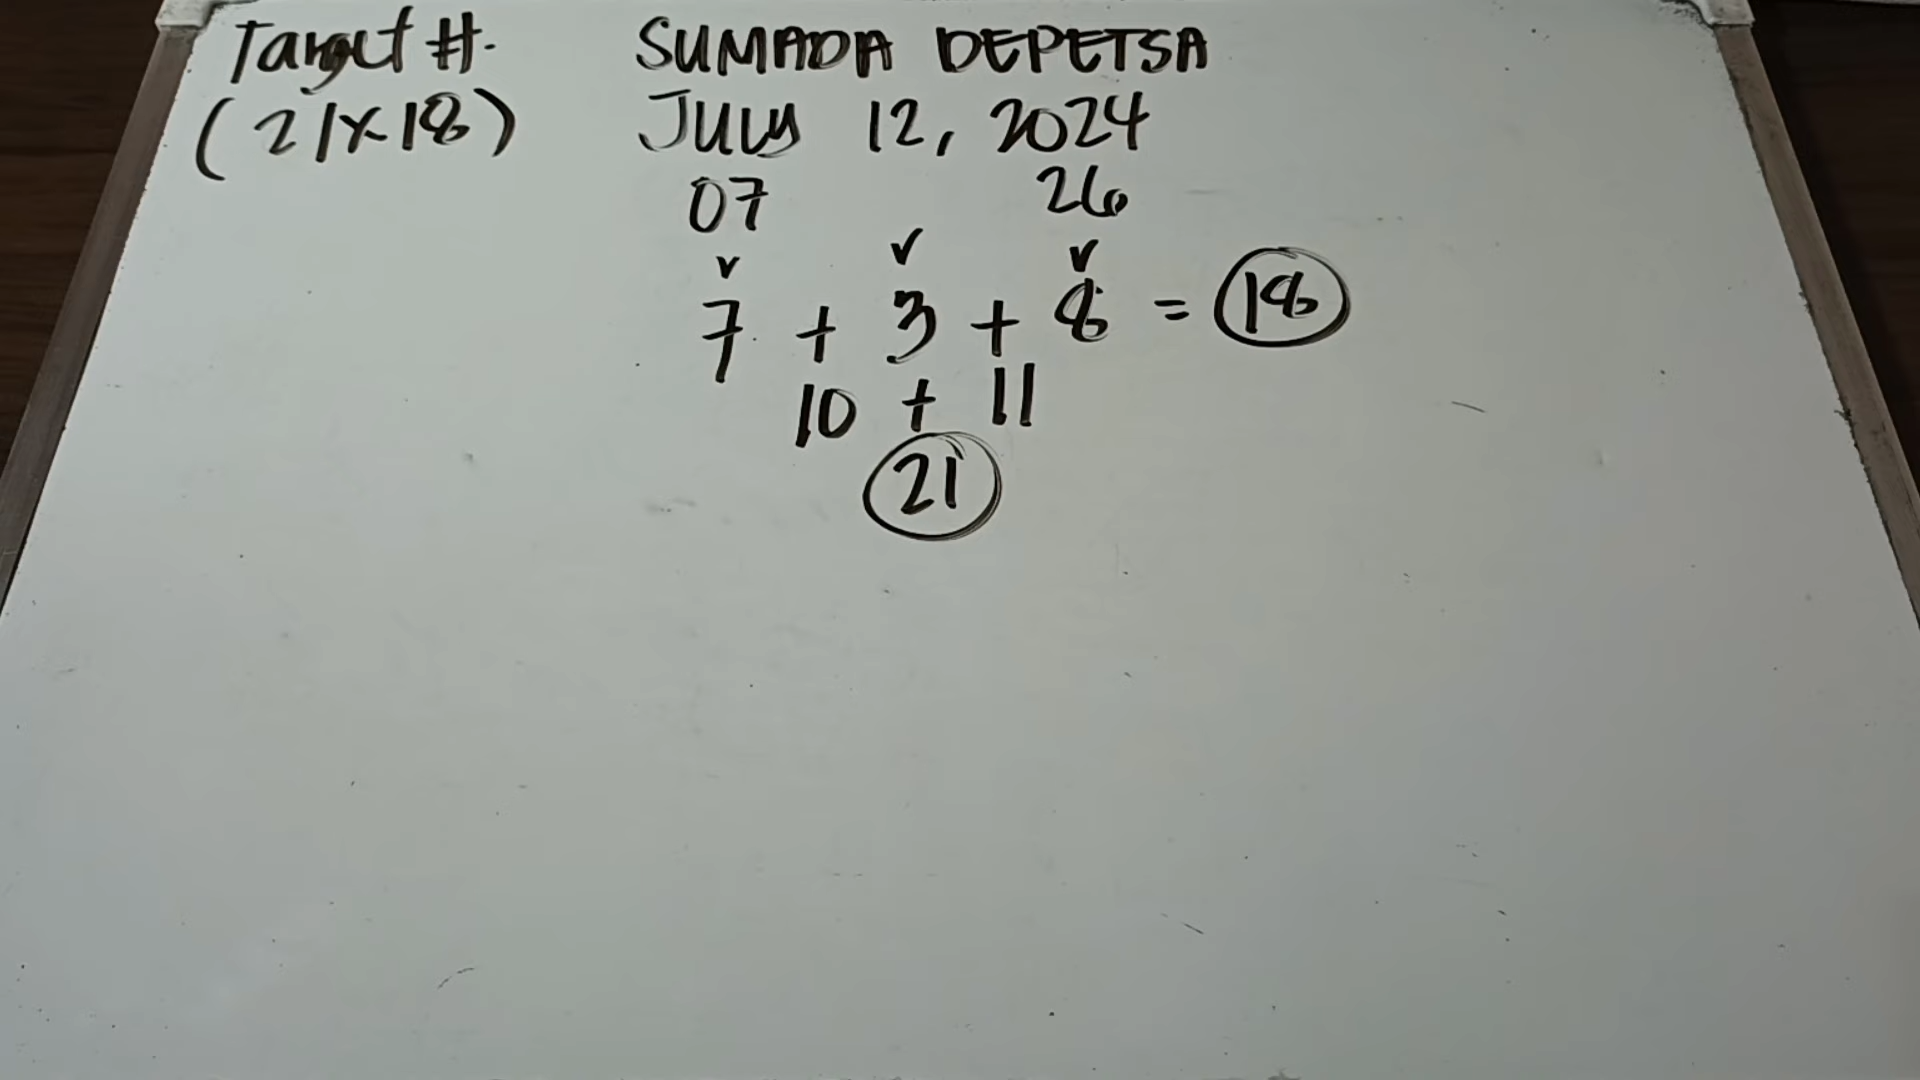 Target #.
(21x18)
SUMADA DEPETSA
JULY 12, 2024
07 26
v v v
7 + 3 + 8 = 18
10 + 11
21